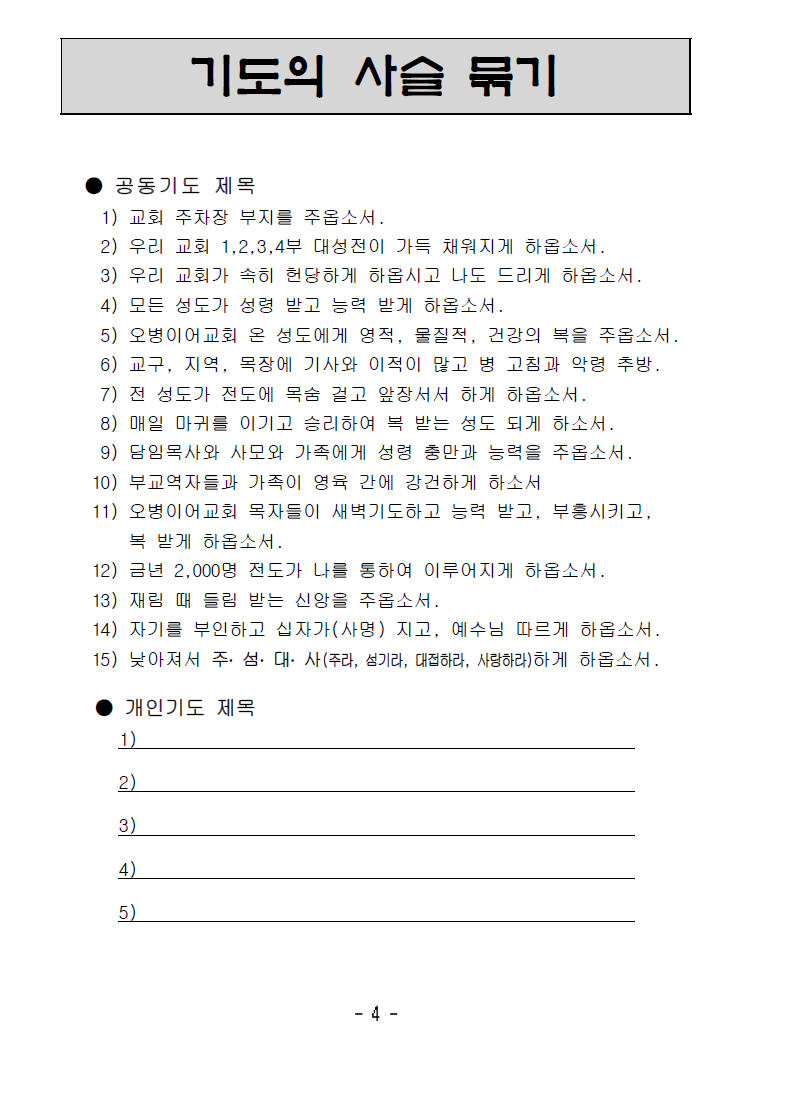 기도의 사슬 묶기
● 공동기도 제목
1) 교회 주차장 부지를 주옵소서.
2) 우리 교회 1,2,3,4부 대성전이 가득 채워지게 하옵소서.
3) 우리 교회가 속히 헌당하게 하옵시고 나도 드리게 하옵소서.
4) 모든 성도가 성령 받고 능력 받게 하옵소서.
5) 오병이어교회 온 성도에게 영적, 물질적, 건강의 복을 주옵소서.
6) 교구, 지역, 목장에 기사와 이적이 많고 병 고침과 악령 추방.
7) 전 성도가 전도에 목숨 걸고 앞장서서 하게 하옵소서.
8) 매일 마귀를 이기고 승리하여 복 받는 성도 되게 하소서.
9) 담임목사와 사모와 가족에게 성령 충만과 능력을 주옵소서.
10) 부교역자들과 가족이 영육 간에 강건하게 하소서
11) 오병이어교회 목자들이 새벽기도하고 능력 받고, 부흥시키고,
복 받게 하옵소서.
12) 금년 2,000명 전도가 나를 통하여 이루어지게 하옵소서.
13) 재림 때 들림 받는 신앙을 주옵소서.
14) 자기를 부인하고 십자가(사명) 지고, 예수님 따르게 하옵소서.
15) 낮아져서 주· 섬· 대· 사(주라, 섬기라, 대접하라, 사랑하라)하게 하옵소서.
● 개인기도 제목
1)
2)
3)
4)
5)
- 4 -